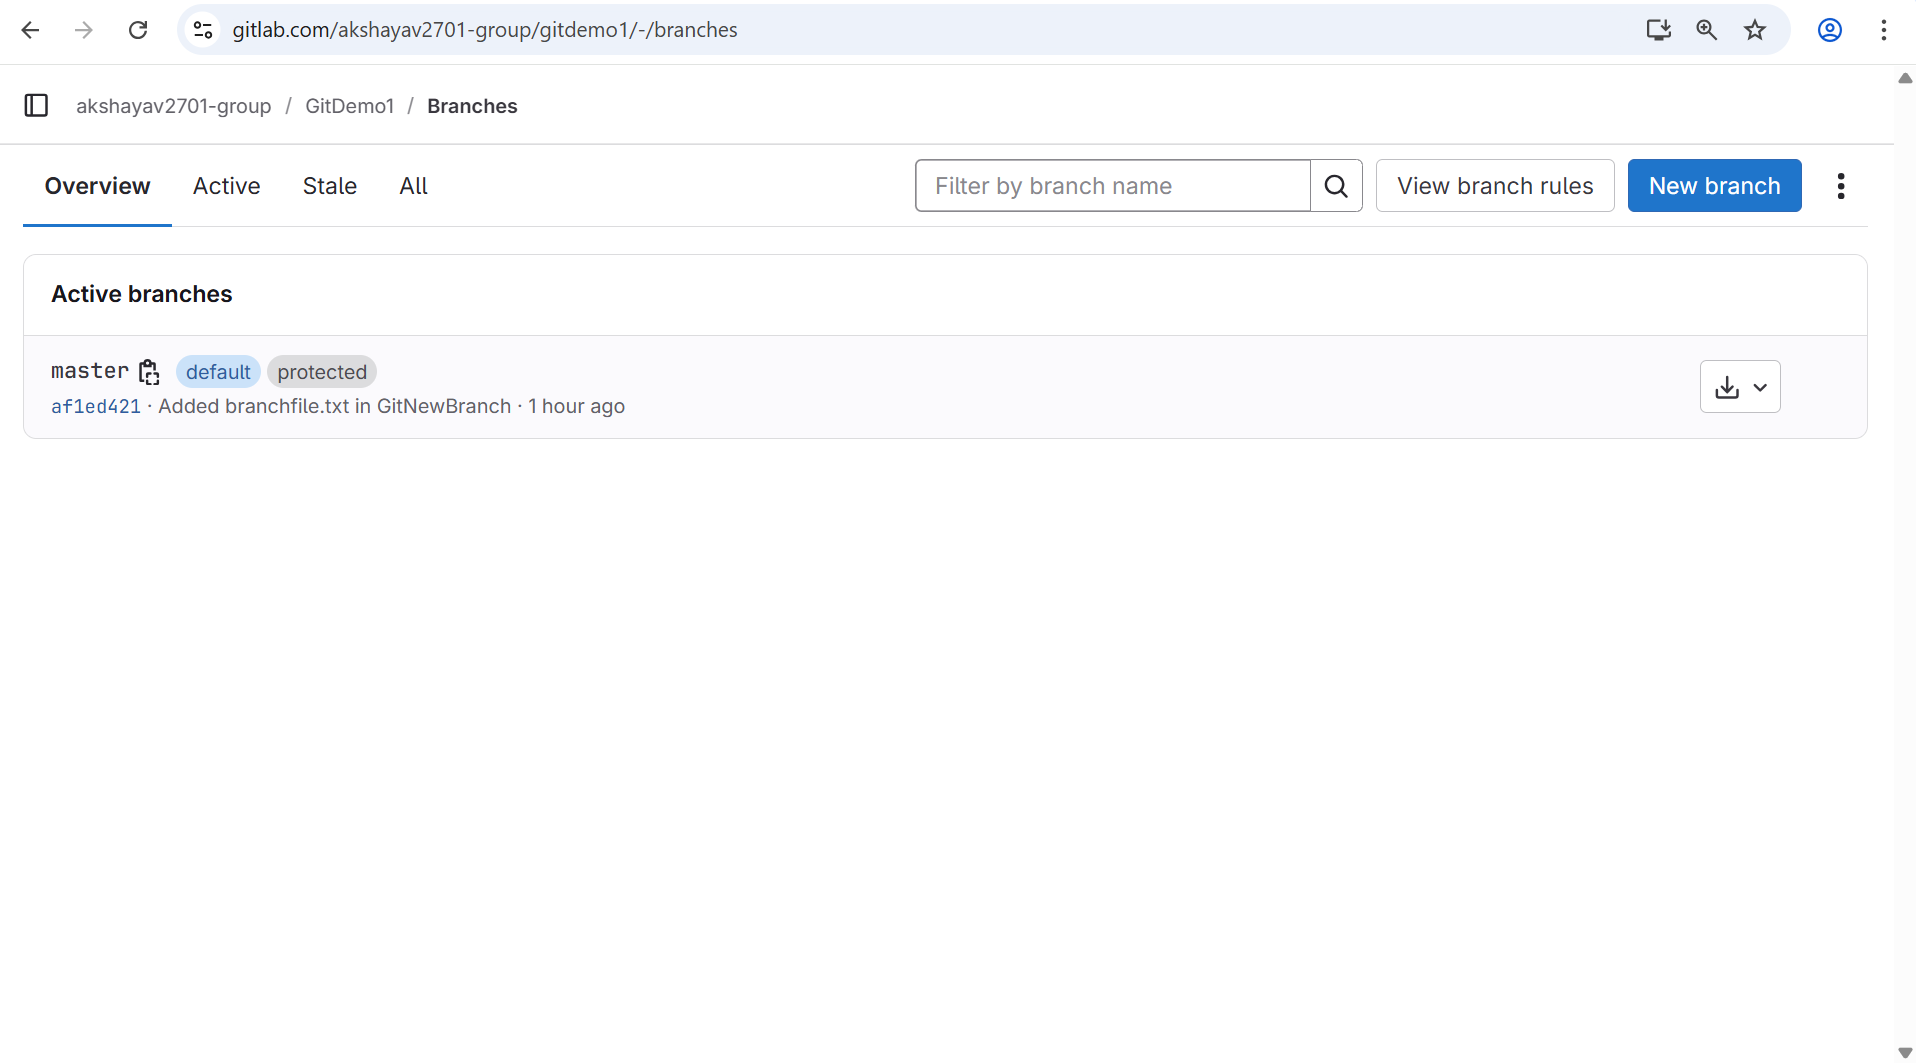 gitlab.com/akshayav2701-group/gitdemo1/-/branches
akshayav2701-group / GitDemo1 / Branches
Overview Active Stale All Filter by branch name View branch rules New branch
Active branches
master default protected
af1ed421 · Added branchfile.txt in GitNewBranch · 1 hour ago